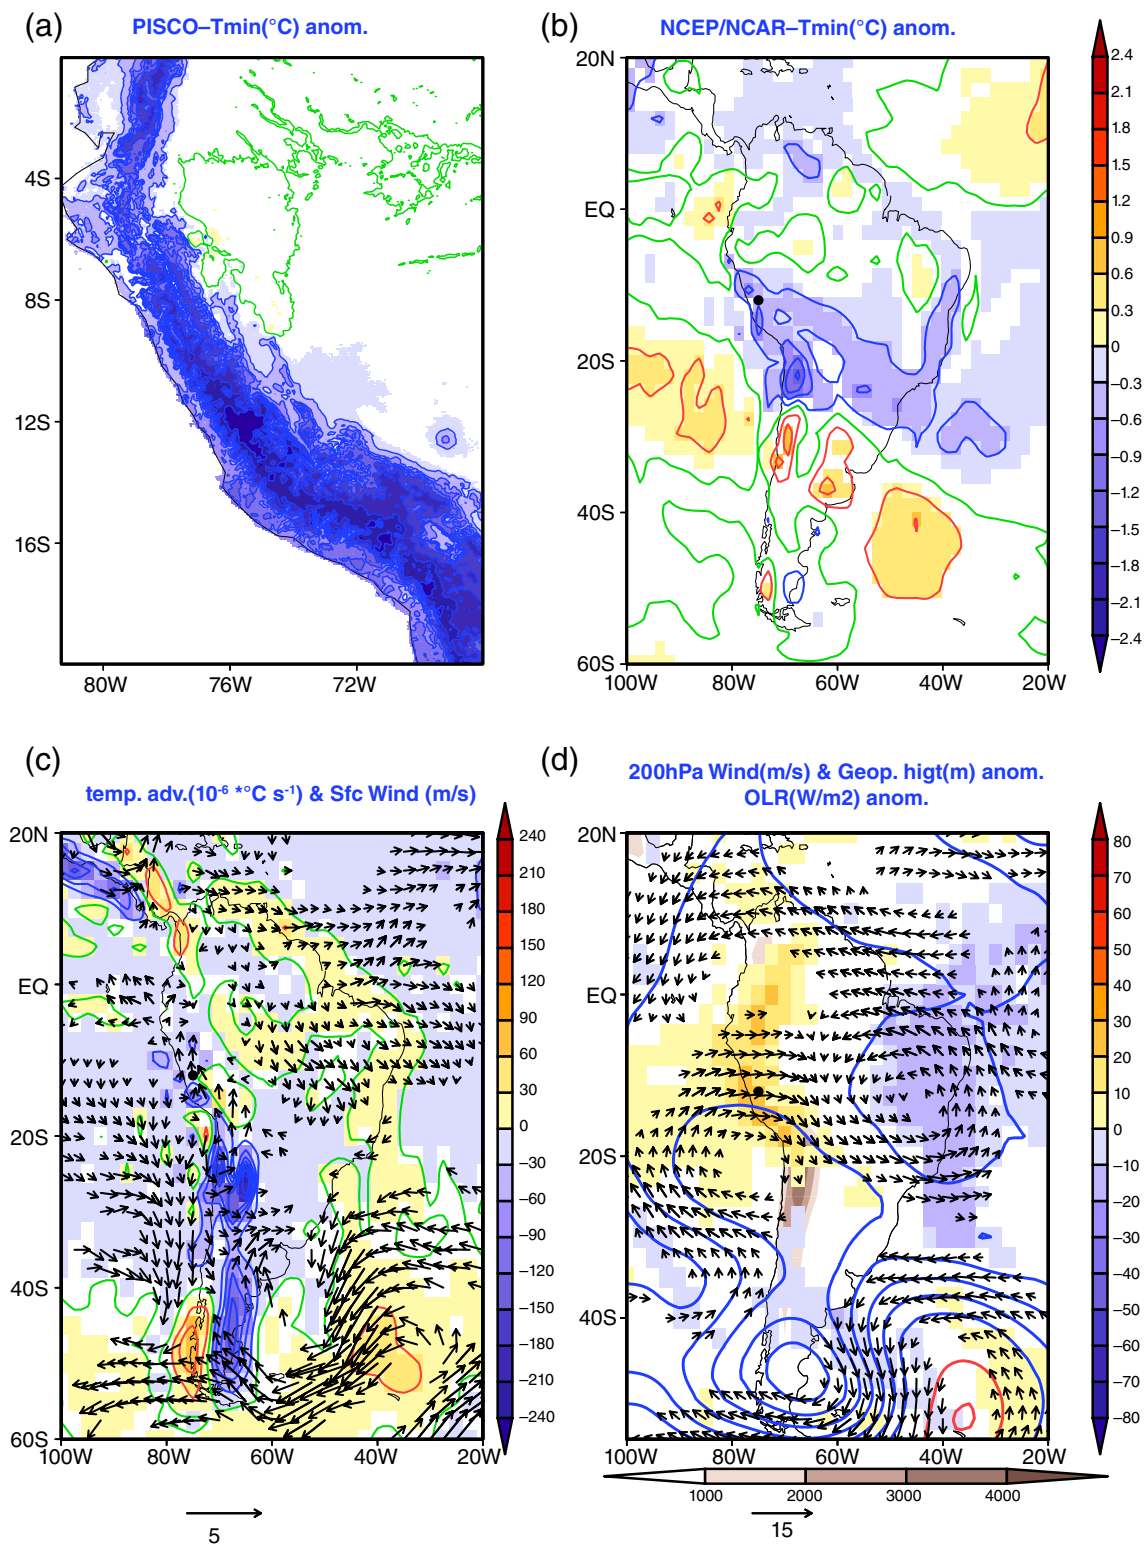 (a)
PISCO–Tmin(°C) anom.
4S
8S
12S
16S
80W
76W
72W
(b)
NCEP/NCAR–Tmin(°C) anom.
20N
EQ
20S
40S
60S
100W
80W
60W
40W
20W
2.4
2.1
1.8
1.5
1.2
0.9
0.6
0.3
0
–0.3
–0.6
–0.9
–1.2
–1.5
–1.8
–2.1
–2.4
(c)
temp. adv.(10⁻⁶ *°C s⁻¹) & Sfc Wind (m/s)
20N
EQ
20S
40S
60S
100W
80W
60W
40W
20W
240
210
180
150
120
90
60
30
0
–30
–60
–90
–120
–150
–180
–210
–240
5
(d)
200hPa Wind(m/s) & Geop. higt(m) anom.
OLR(W/m2) anom.
20N
EQ
20S
40S
100W
80W
60W
40W
20W
80
70
60
50
40
30
20
10
0
–10
–20
–30
–40
–50
–60
–70
–80
1000
2000
3000
4000
15